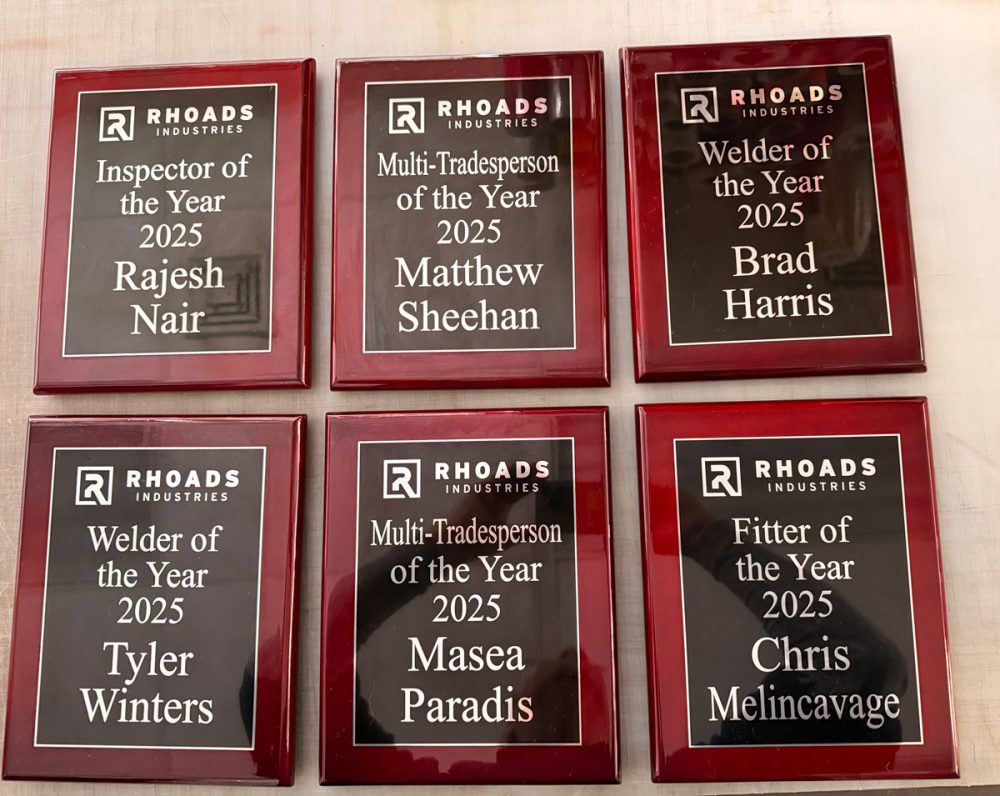 RHOADS
INDUSTRIES
Inspector of
the Year
2025
Rajesh
Nair
RHOADS
INDUSTRIES
Multi-Tradesperson
of the Year
2025
Matthew
Sheehan
RHOADS
INDUSTRIES
Welder of
the Year
2025
Brad
Harris
RHOADS
INDUSTRIES
Welder of
the Year
2025
Tyler
Winters
RHOADS
INDUSTRIES
Multi-Tradesperson
of the Year
2025
Masea
Paradis
RHOADS
INDUSTRIES
Fitter of
the Year
2025
Chris
Melincavage